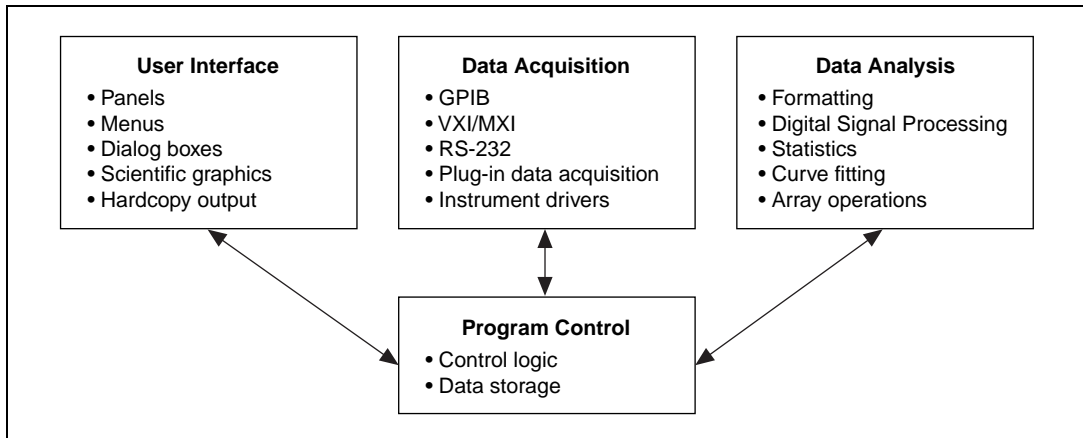 User Interface
• Panels
• Menus
• Dialog boxes
• Scientific graphics
• Hardcopy output
Data Acquisition
• GPIB
• VXI/MXI
• RS-232
• Plug-in data acquisition
• Instrument drivers
Data Analysis
• Formatting
• Digital Signal Processing
• Statistics
• Curve fitting
• Array operations
Program Control
• Control logic
• Data storage